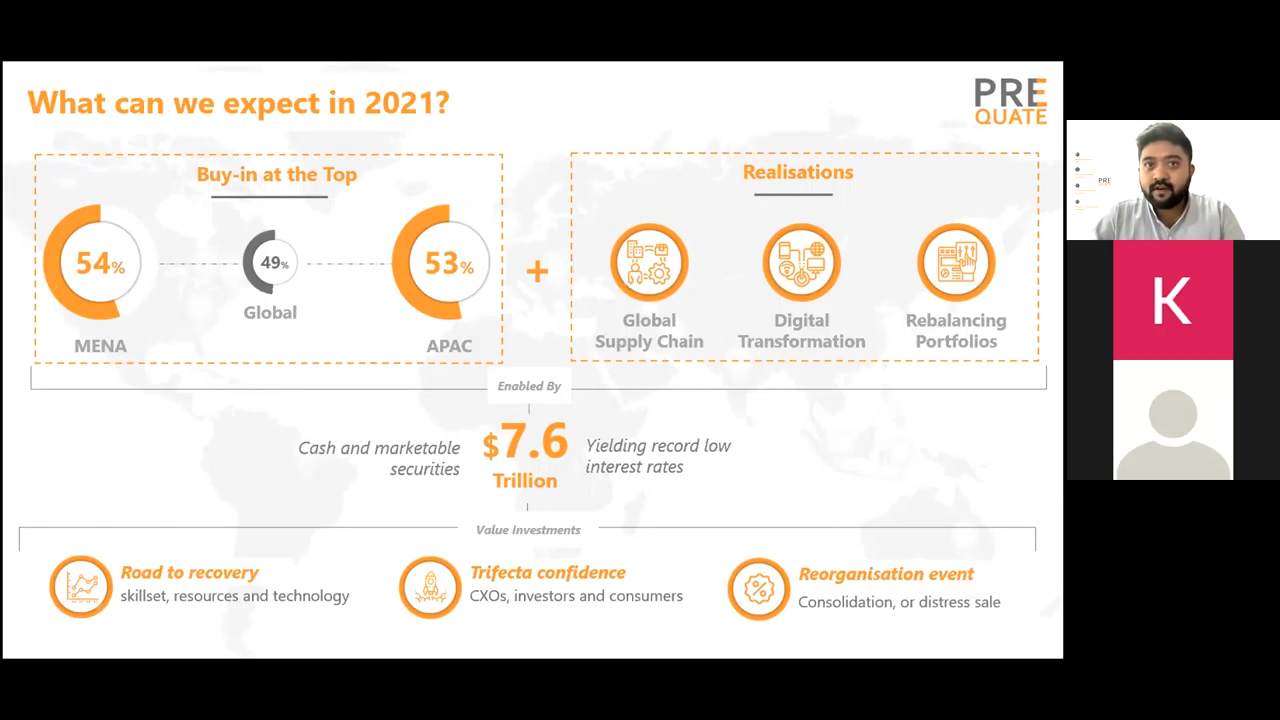 What can we expect in 2021?
PRE
QUATE
Buy-in at the Top
54%
49%
53%
Global
MENA
APAC
+
Realisations
Global
Supply Chain
Digital
Transformation
Rebalancing
Portfolios
Enabled By
Cash and marketable
securities
$7.6
Trillion
Yielding record low
interest rates
Value Investments
Road to recovery
skillset, resources and technology
Trifecta confidence
CXOs, investors and consumers
Reorganisation event
Consolidation, or distress sale
PRE
K